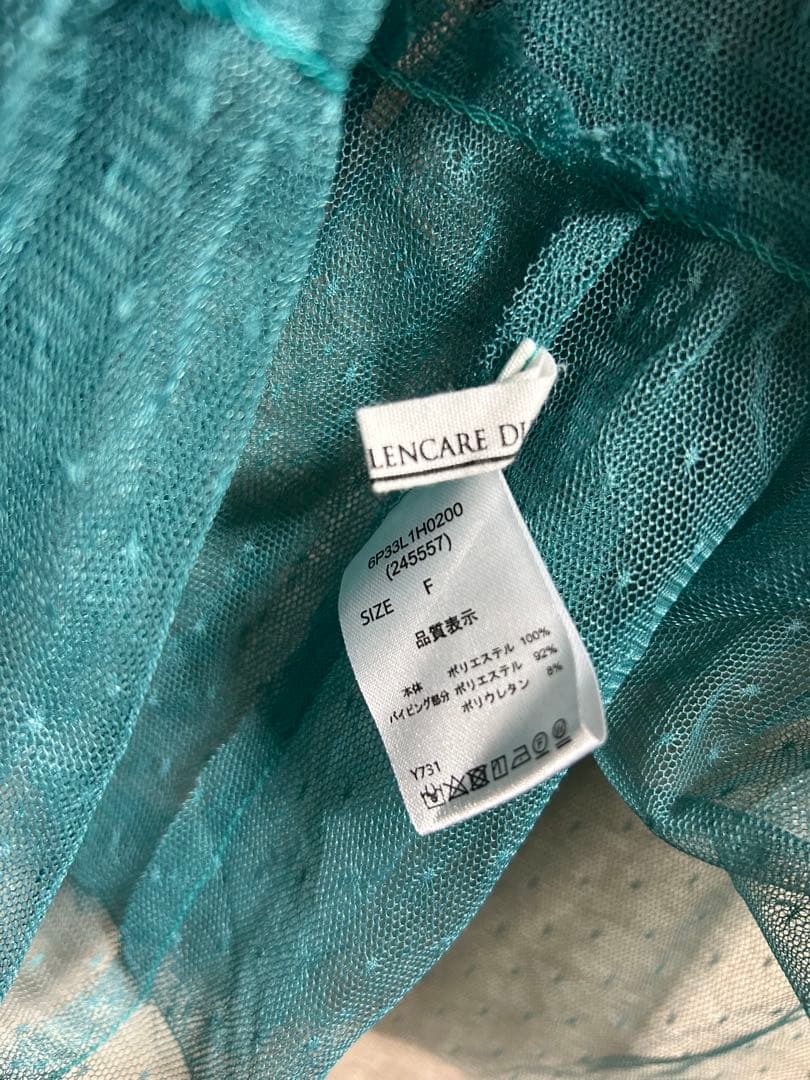 LENCARE D
6P33L1H0200
(245557)
SIZE F
品質表示
本体 ポリエステル 100%
パイピング部分 ポリエステル 92%
ポリウレタン 8%
Y731